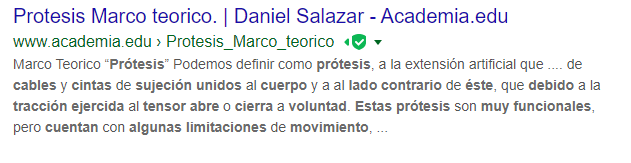 Protesis Marco teorico. | Daniel Salazar - Academia.edu
www.academia.edu › Protesis_Marco_teorico
Marco Teorico “Prótesis” Podemos definir como prótesis, a la extensión artificial que .... de
cables y cintas de sujeción unidos al cuerpo y a al lado contrario de éste, que debido a la
tracción ejercida al tensor abre o cierra a voluntad. Estas prótesis son muy funcionales,
pero cuentan con algunas limitaciones de movimiento, ...